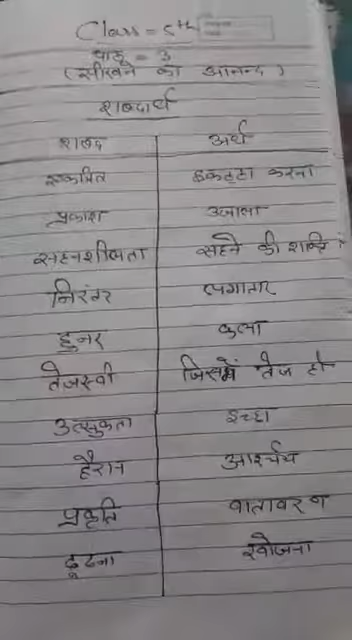 Class = 5th
पाठ = 3
(सीखने का आनन्द)
शब्दार्थ
शब्द अर्थ
एकत्रित इकट्ठा करना
प्रकाश उजाला
सहनशीलता सहने की शक्ति
निरंतर लगातार
हुनर कला
तेजस्वी जिसमें तेज हो
उत्सुकता इच्छा
हैरान आश्चर्य
प्रकृति वातावरण
ढूढना खोजना